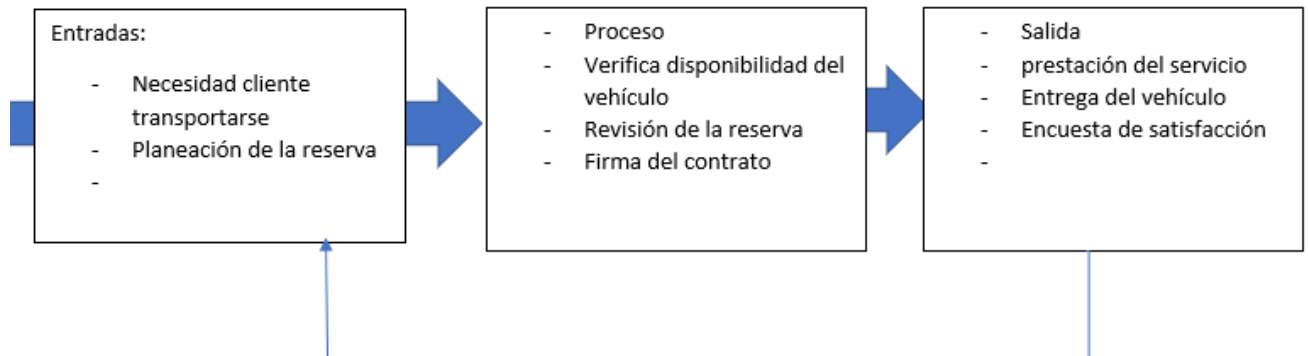 Entradas:
- Necesidad cliente
transportarse
- Planeación de la reserva
-
- Proceso
- Verifica disponibilidad del
vehículo
- Revisión de la reserva
- Firma del contrato
- Salida
- prestación del servicio
- Entrega del vehículo
- Encuesta de satisfacción
-